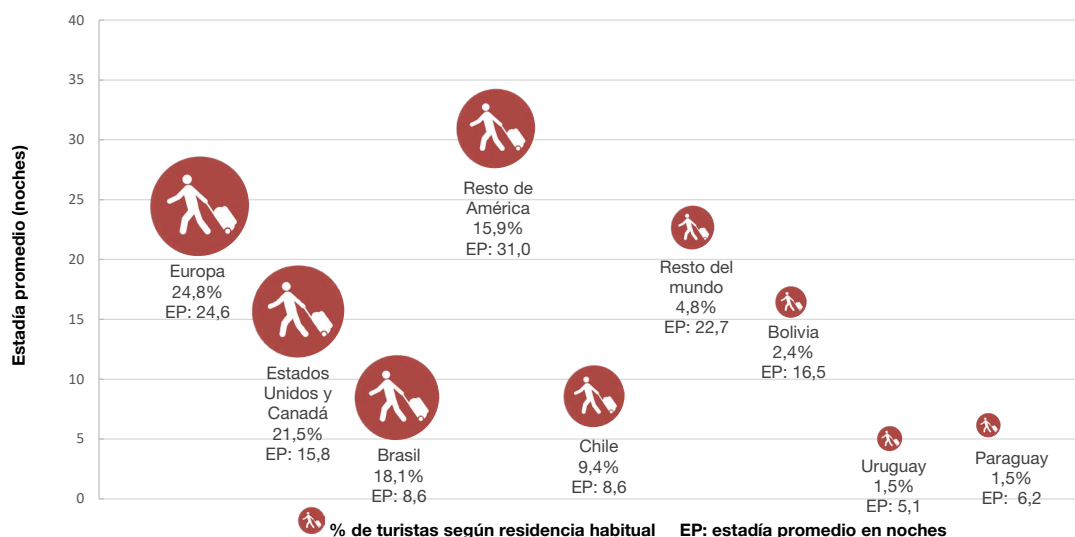 Estadía promedio (noches)
40
35
30
25
20
15
10
5
0
Europa
24,8%
EP: 24,6
Estados
Unidos y
Canadá
21,5%
EP: 15,8
Brasil
18,1%
EP: 8,6
Resto de
América
15,9%
EP: 31,0
Chile
9,4%
EP: 8,6
Resto del
mundo
4,8%
EP: 22,7
Bolivia
2,4%
EP: 16,5
Uruguay
1,5%
EP: 5,1
Paraguay
1,5%
EP: 6,2
% de turistas según residencia habitual EP: estadía promedio en noches